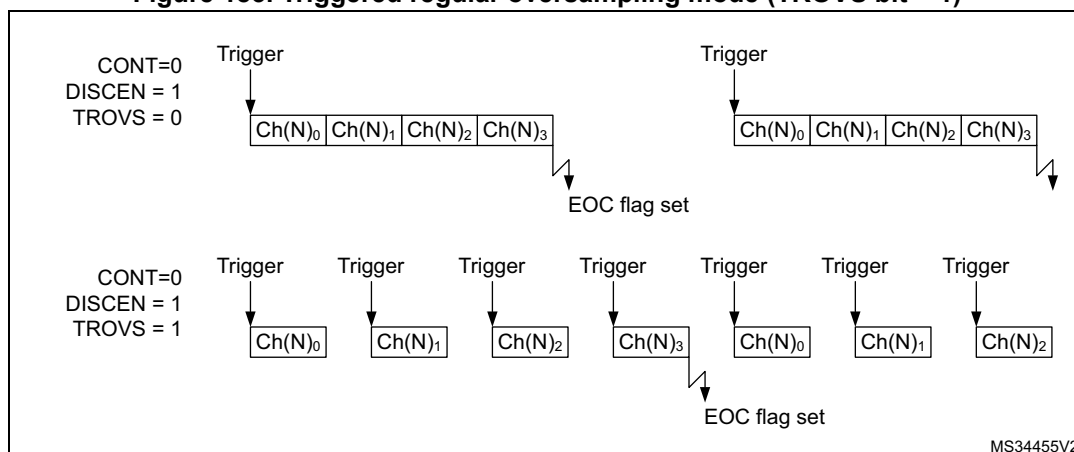 Figure 106. Triggered regular oversampling mode (TROVS bit = 1)
Trigger Trigger
CONT=0
DISCEN = 1
TROVS = 0
Ch(N)0 Ch(N)1 Ch(N)2 Ch(N)3 Ch(N)0 Ch(N)1 Ch(N)2 Ch(N)3
EOC flag set
Trigger Trigger Trigger Trigger Trigger Trigger Trigger
CONT=0
DISCEN = 1
TROVS = 1
Ch(N)0 Ch(N)1 Ch(N)2 Ch(N)3 Ch(N)0 Ch(N)1 Ch(N)2
EOC flag set
MS34455V2